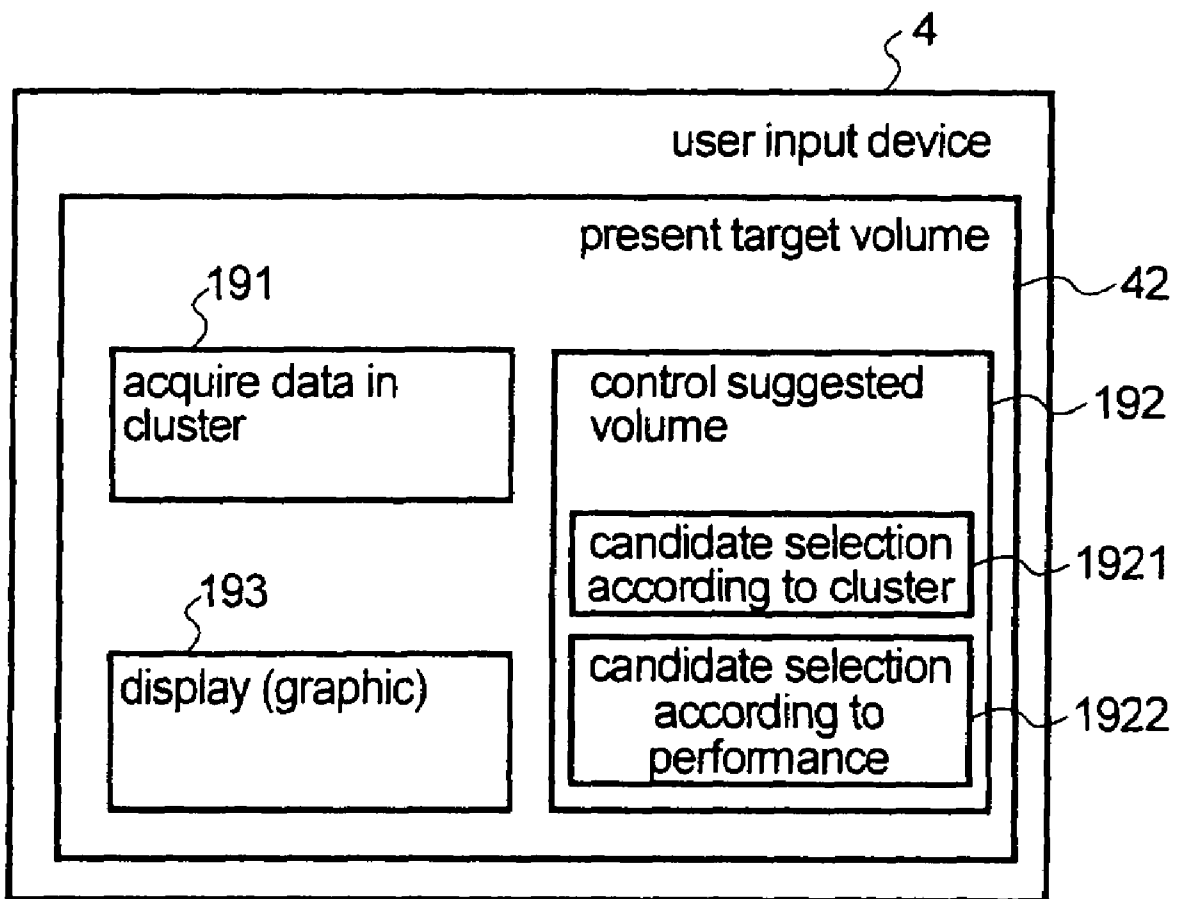 4
user input device
present target volume
42
191
acquire data in
cluster
control suggested
volume
192
candidate selection
according to cluster
1921
193
display (graphic)
candidate selection
according to
performance
1922